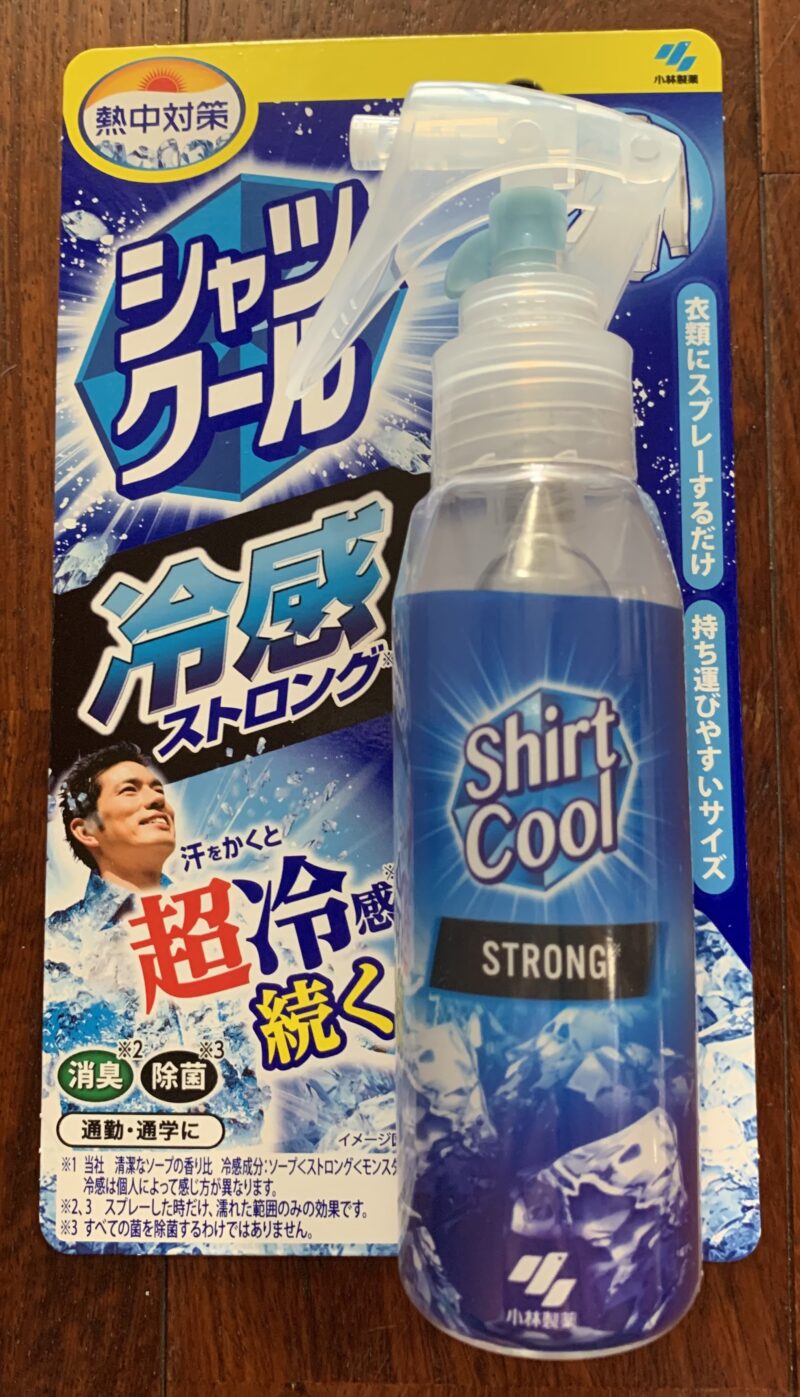 熱中対策
小林製薬
シャツ
クール
冷感
ストロング※
汗をかくと
超冷感※
続く
消臭※2
除菌※3
通勤・通学に
イメージ
※1 当社 清潔なソープの香り比 冷感成分:ソープ<ストロング<モンスタ
冷感は個人によって感じ方が異なります。
※2、3 スプレーした時だけ、濡れた範囲のみの効果です。
※3 すべての菌を除菌するわけではありません。
衣類にスプレーするだけ
持ち運びやすいサイズ
Shirt
Cool
STRONG※
小林製薬